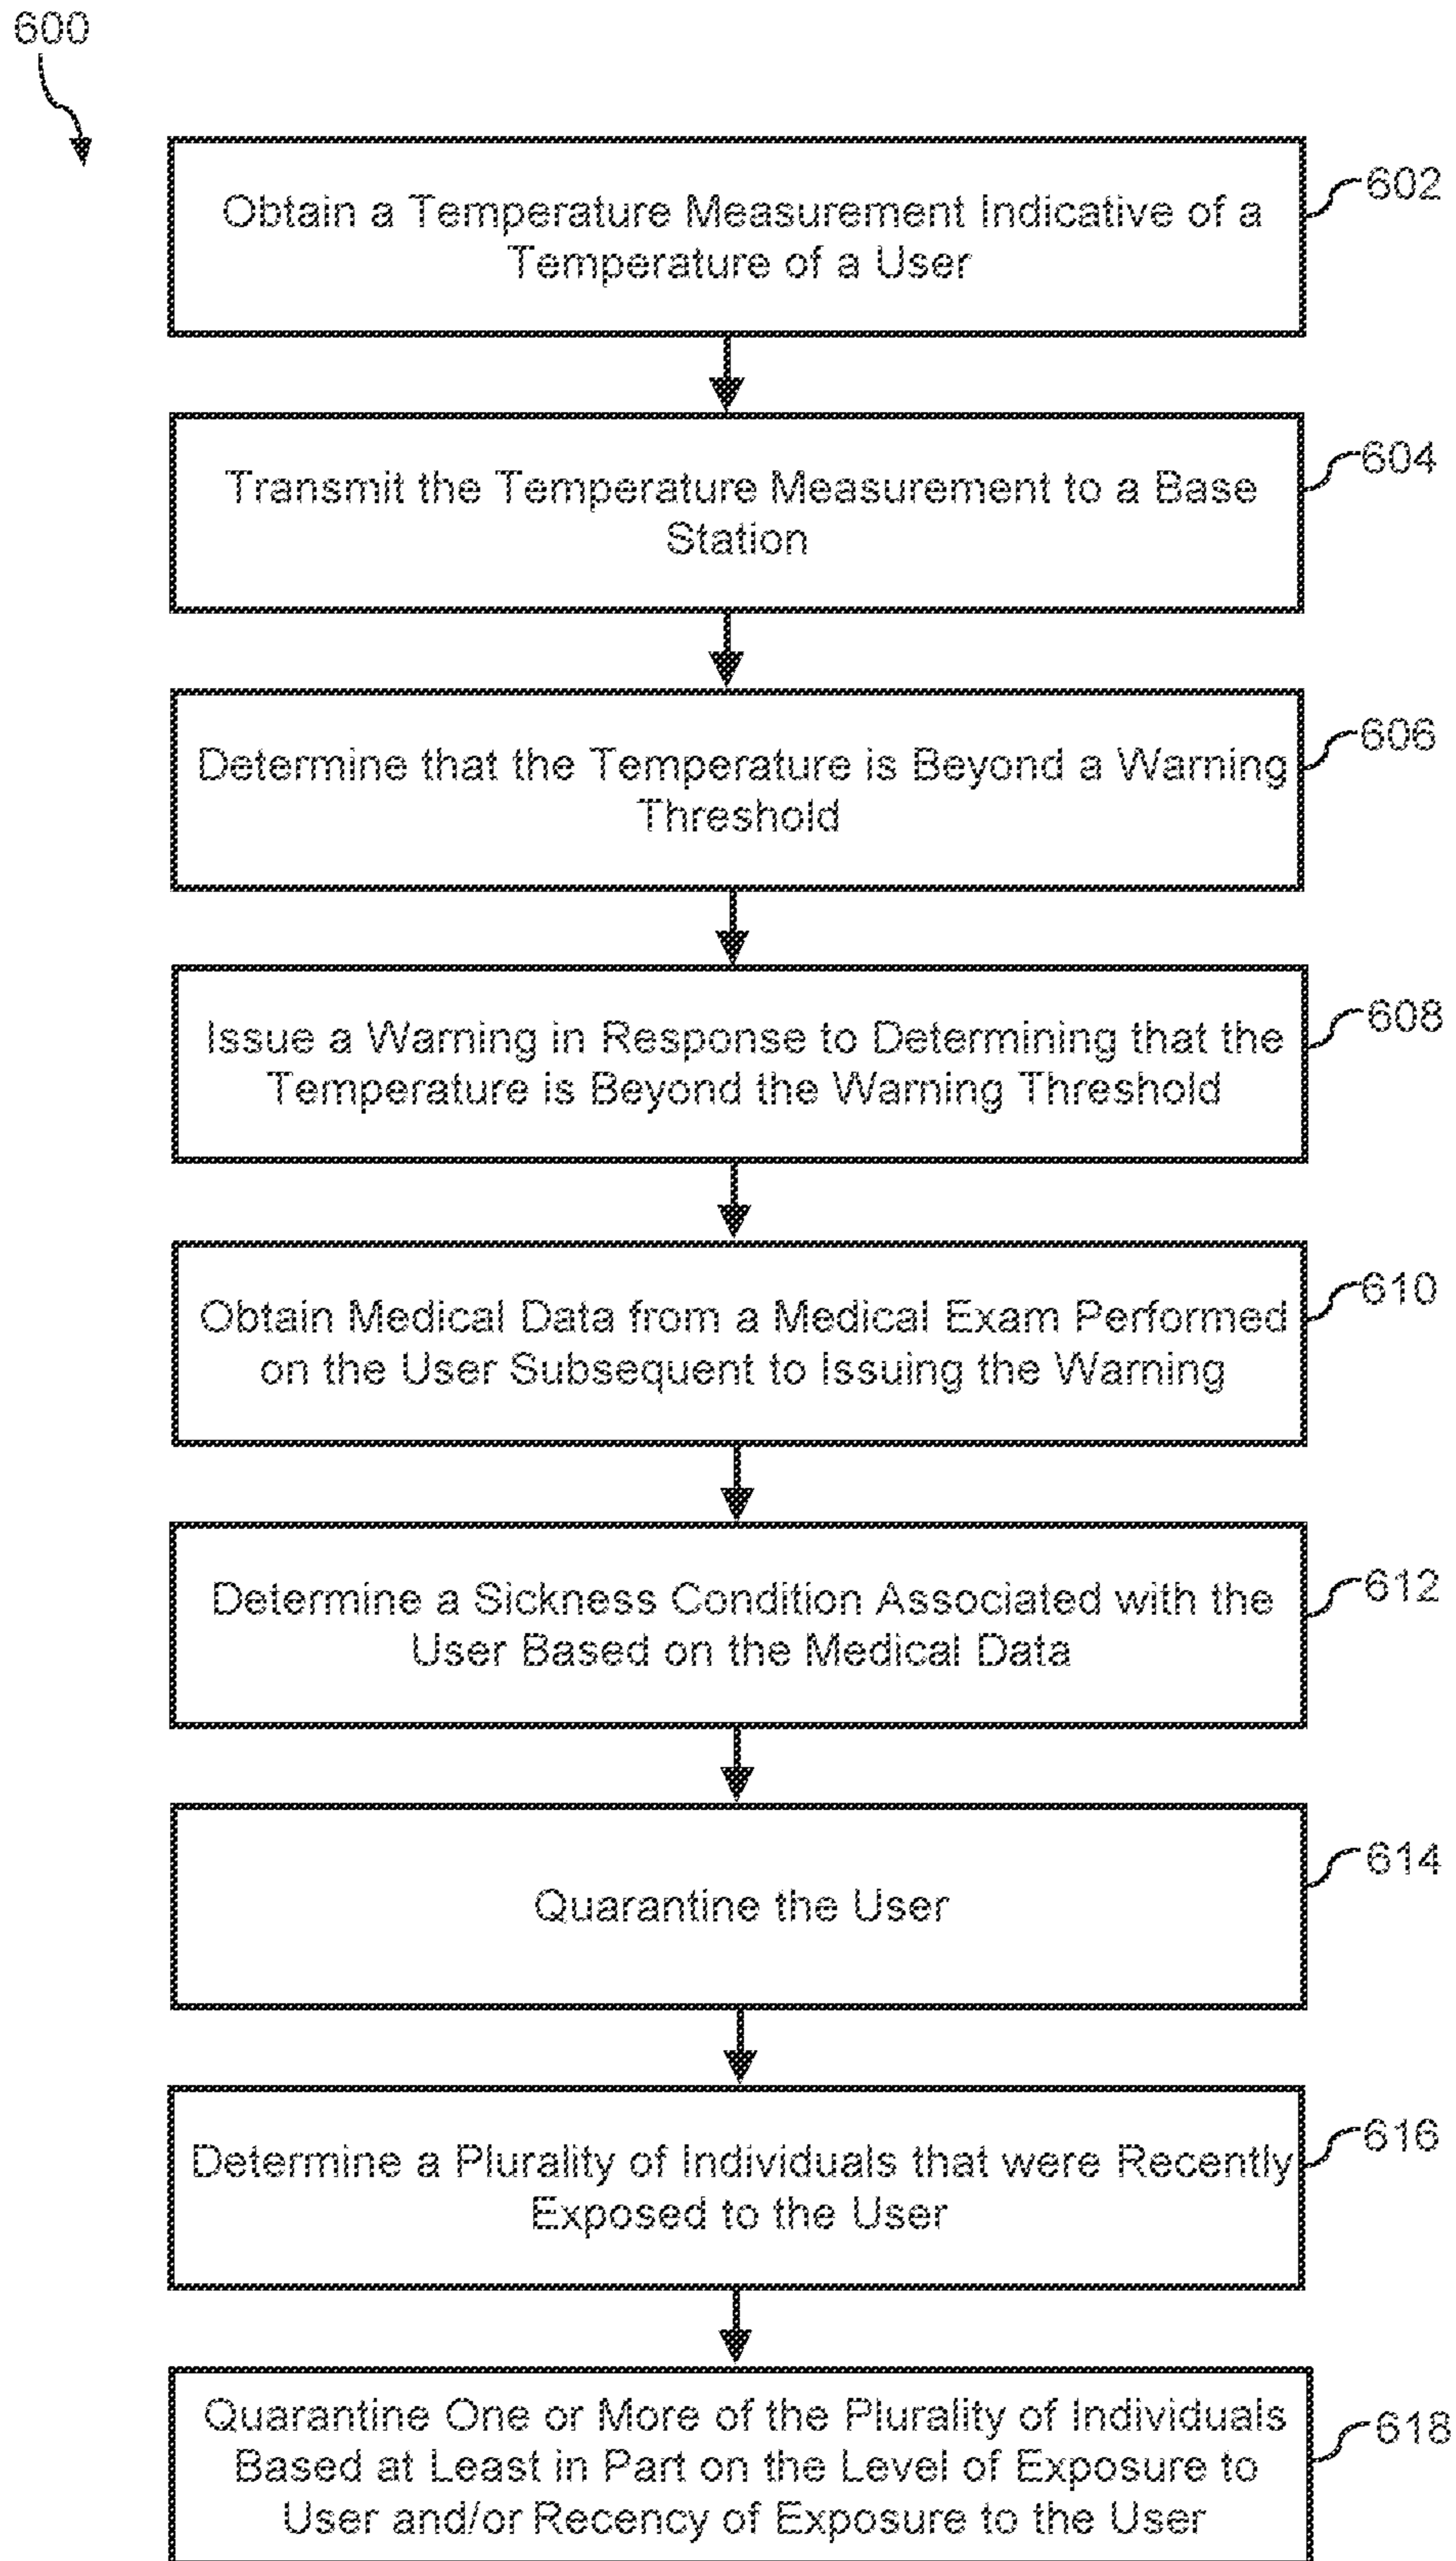 600
Obtain a Temperature Measurement Indicative of a
Temperature of a User
602
Transmit the Temperature Measurement to a Base
Station
604
Determine that the Temperature is Beyond a Warning
Threshold
606
Issue a Warning in Response to Determining that the
Temperature is Beyond the Warning Threshold
608
Obtain Medical Data from a Medical Exam Performed
on the User Subsequent to Issuing the Warning
610
Determine a Sickness Condition Associated with the
User Based on the Medical Data
612
Quarantine the User
614
Determine a Plurality of Individuals that were Recently
Exposed to the User
616
Quarantine One or More of the Plurality of Individuals
Based at Least in Part on the Level of Exposure to
User and/or Recency of Exposure to the User
618